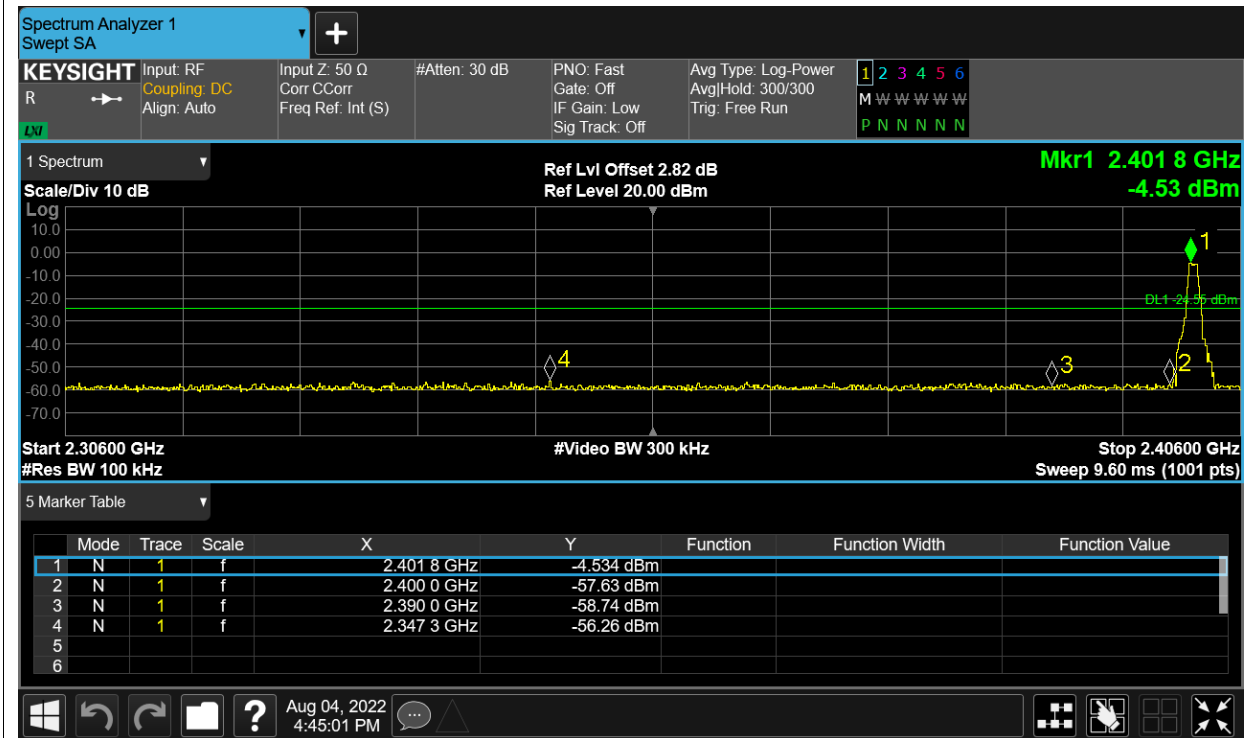 Spectrum Analyzer 1
Swept SA
+
KEYSIGHT Input: RF Input Z: 50 Ω #Atten: 30 dB PNO: Fast Avg Type: Log-Power 1 2 3 4 5 6
R Coupling: DC Corr CCorr Gate: Off Avg|Hold: 300/300 M W W W W W
Align: Auto Freq Ref: Int (S) IF Gain: Low Trig: Free Run
LXI Sig Track: Off P N N N N N
1 Spectrum Ref Lvl Offset 2.82 dB Mkr1 2.401 8 GHz
Scale/Div 10 dB Ref Level 20.00 dBm -4.53 dBm
Log
10.0
0.00
-10.0
-20.0
-30.0
-40.0
-50.0
-60.0
-70.0
1
DL1 -24.55 dBm
4
3
2
Start 2.30600 GHz #Video BW 300 kHz Stop 2.40600 GHz
#Res BW 100 kHz Sweep 9.60 ms (1001 pts)
5 Marker Table
Mode Trace Scale X Y Function Function Width Function Value
1 N 1 f 2.401 8 GHz -4.534 dBm
2 N 1 f 2.400 0 GHz -57.63 dBm
3 N 1 f 2.390 0 GHz -58.74 dBm
4 N 1 f 2.347 3 GHz -56.26 dBm
5
6
? Aug 04, 2022
4:45:01 PM